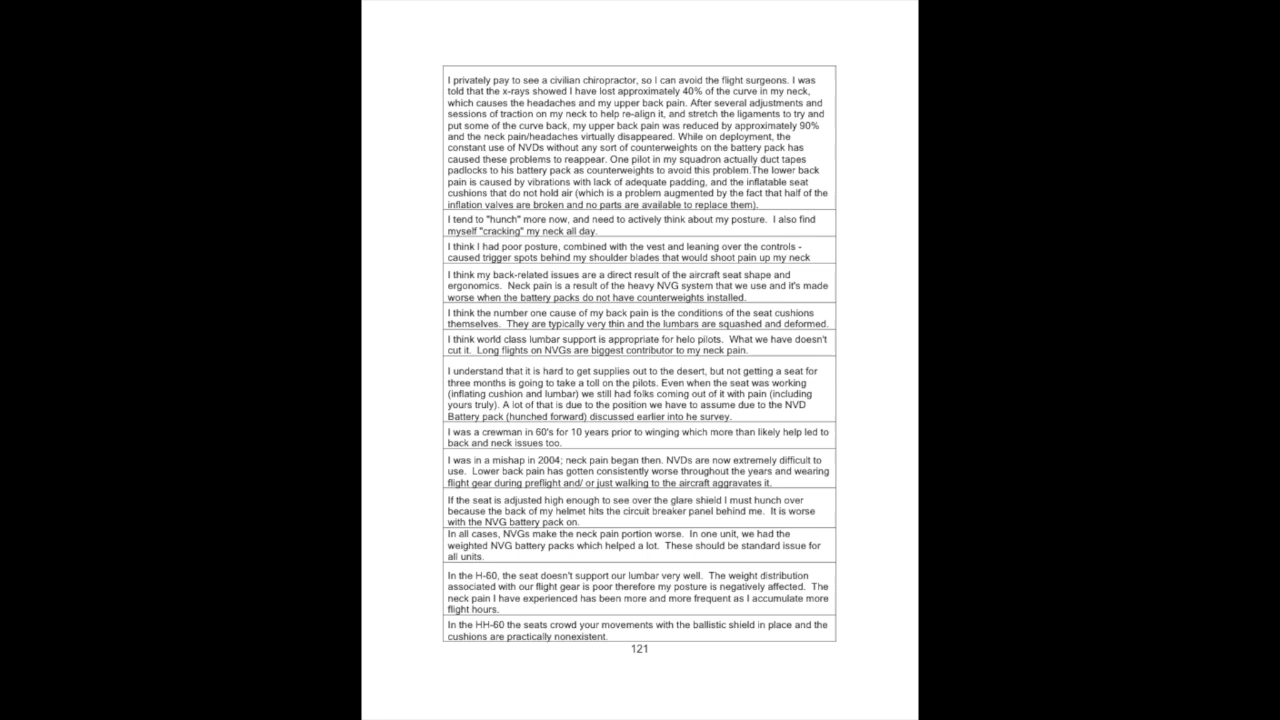 I privately pay to see a civilian chiropractor, so I can avoid the flight surgeons. I was
told that the x-rays showed I have lost approximately 40% of the curve in my neck,
which causes the headaches and my upper back pain. After several adjustments and
sessions of traction on my neck to help re-align it, and stretch the ligaments to try and
put some of the curve back, my upper back pain was reduced by approximately 90%
and the neck pain/headaches virtually disappeared. While on deployment, the
constant use of NVDs without any sort of counterweights on the battery pack has
caused these problems to reappear. One pilot in my squadron actually duct tapes
padlocks to his battery pack as counterweights to avoid this problem.The lower back
pain is caused by vibrations with lack of adequate padding, and the inflatable seat
cushions that do not hold air (which is a problem augmented by the fact that half of the
inflation valves are broken and no parts are available to replace them).
I tend to "hunch" more now, and need to actively think about my posture.  I also find
myself "cracking" my neck all day.
I think I had poor posture, combined with the vest and leaning over the controls -
caused trigger spots behind my shoulder blades that would shoot pain up my neck
I think my back-related issues are a direct result of the aircraft seat shape and
ergonomics.  Neck pain is a result of the heavy NVG system that we use and it's made
worse when the battery packs do not have counterweights installed.
I think the number one cause of my back pain is the conditions of the seat cushions
themselves.  They are typically very thin and the lumbars are squashed and deformed.
I think world class lumbar support is appropriate for helo pilots.  What we have doesn't
cut it.  Long flights on NVGs are biggest contributor to my neck pain.
I understand that it is hard to get supplies out to the desert, but not getting a seat for
three months is going to take a toll on the pilots. Even when the seat was working
(inflating cushion and lumbar) we still had folks coming out of it with pain (including
yours truly). A lot of that is due to the position we have to assume due to the NVD
Battery pack (hunched forward) discussed earlier into he survey.
I was a crewman in 60's for 10 years prior to winging which more than likely help led to
back and neck issues too.
I was in a mishap in 2004; neck pain began then. NVDs are now extremely difficult to
use.  Lower back pain has gotten consistently worse throughout the years and wearing
flight gear during preflight and/ or just walking to the aircraft aggravates it.
If the seat is adjusted high enough to see over the glare shield I must hunch over
because the back of my helmet hits the circuit breaker panel behind me.  It is worse
with the NVG battery pack on.
In all cases, NVGs make the neck pain portion worse.  In one unit, we had the
weighted NVG battery packs which helped a lot.  These should be standard issue for
all units.
In the H-60, the seat doesn't support our lumbar very well.  The weight distribution
associated with our flight gear is poor therefore my posture is negatively affected.  The
neck pain I have experienced has been more and more frequent as I accumulate more
flight hours.
In the HH-60 the seats crowd your movements with the ballistic shield in place and the
cushions are practically nonexistent.
121